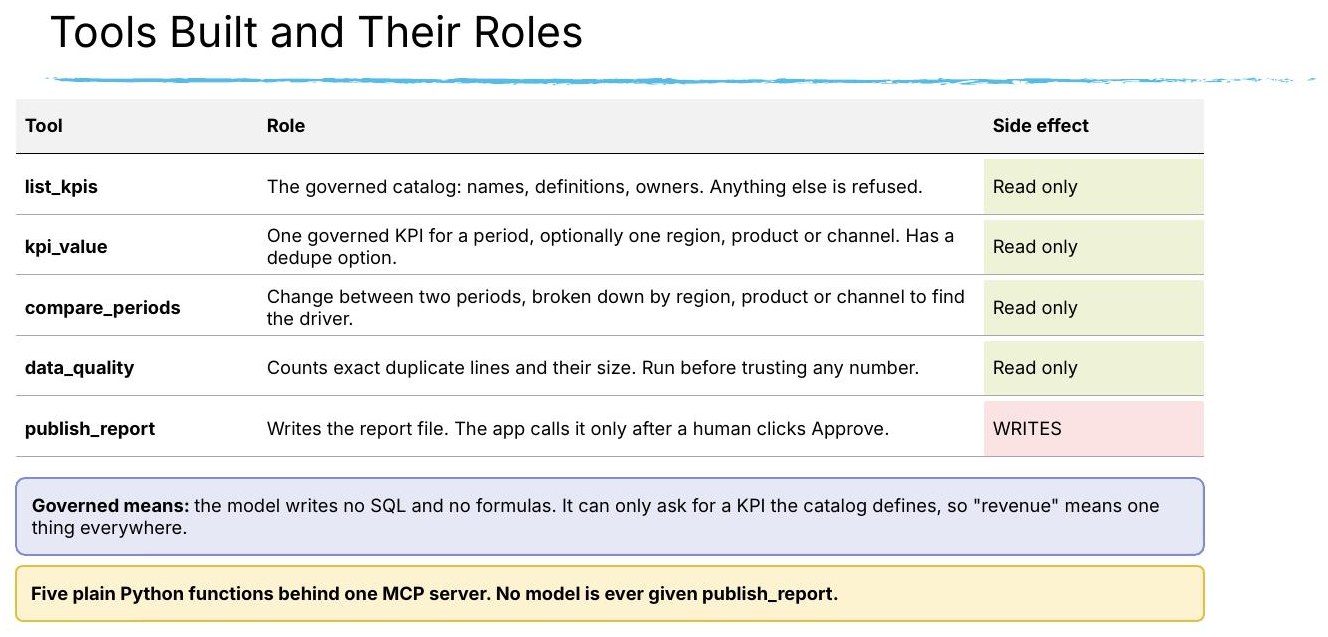 Tools Built and Their Roles
Tool Role Side effect
list_kpis The governed catalog: names, definitions, owners. Anything else is refused. Read only
kpi_value One governed KPI for a period, optionally one region, product or channel. Has a
dedupe option. Read only
compare_periods Change between two periods, broken down by region, product or channel to find
the driver. Read only
data_quality Counts exact duplicate lines and their size. Run before trusting any number. Read only
publish_report Writes the report file. The app calls it only after a human clicks Approve. WRITES
Governed means: the model writes no SQL and no formulas. It can only ask for a KPI the catalog defines, so "revenue" means one
thing everywhere.
Five plain Python functions behind one MCP server. No model is ever given publish_report.